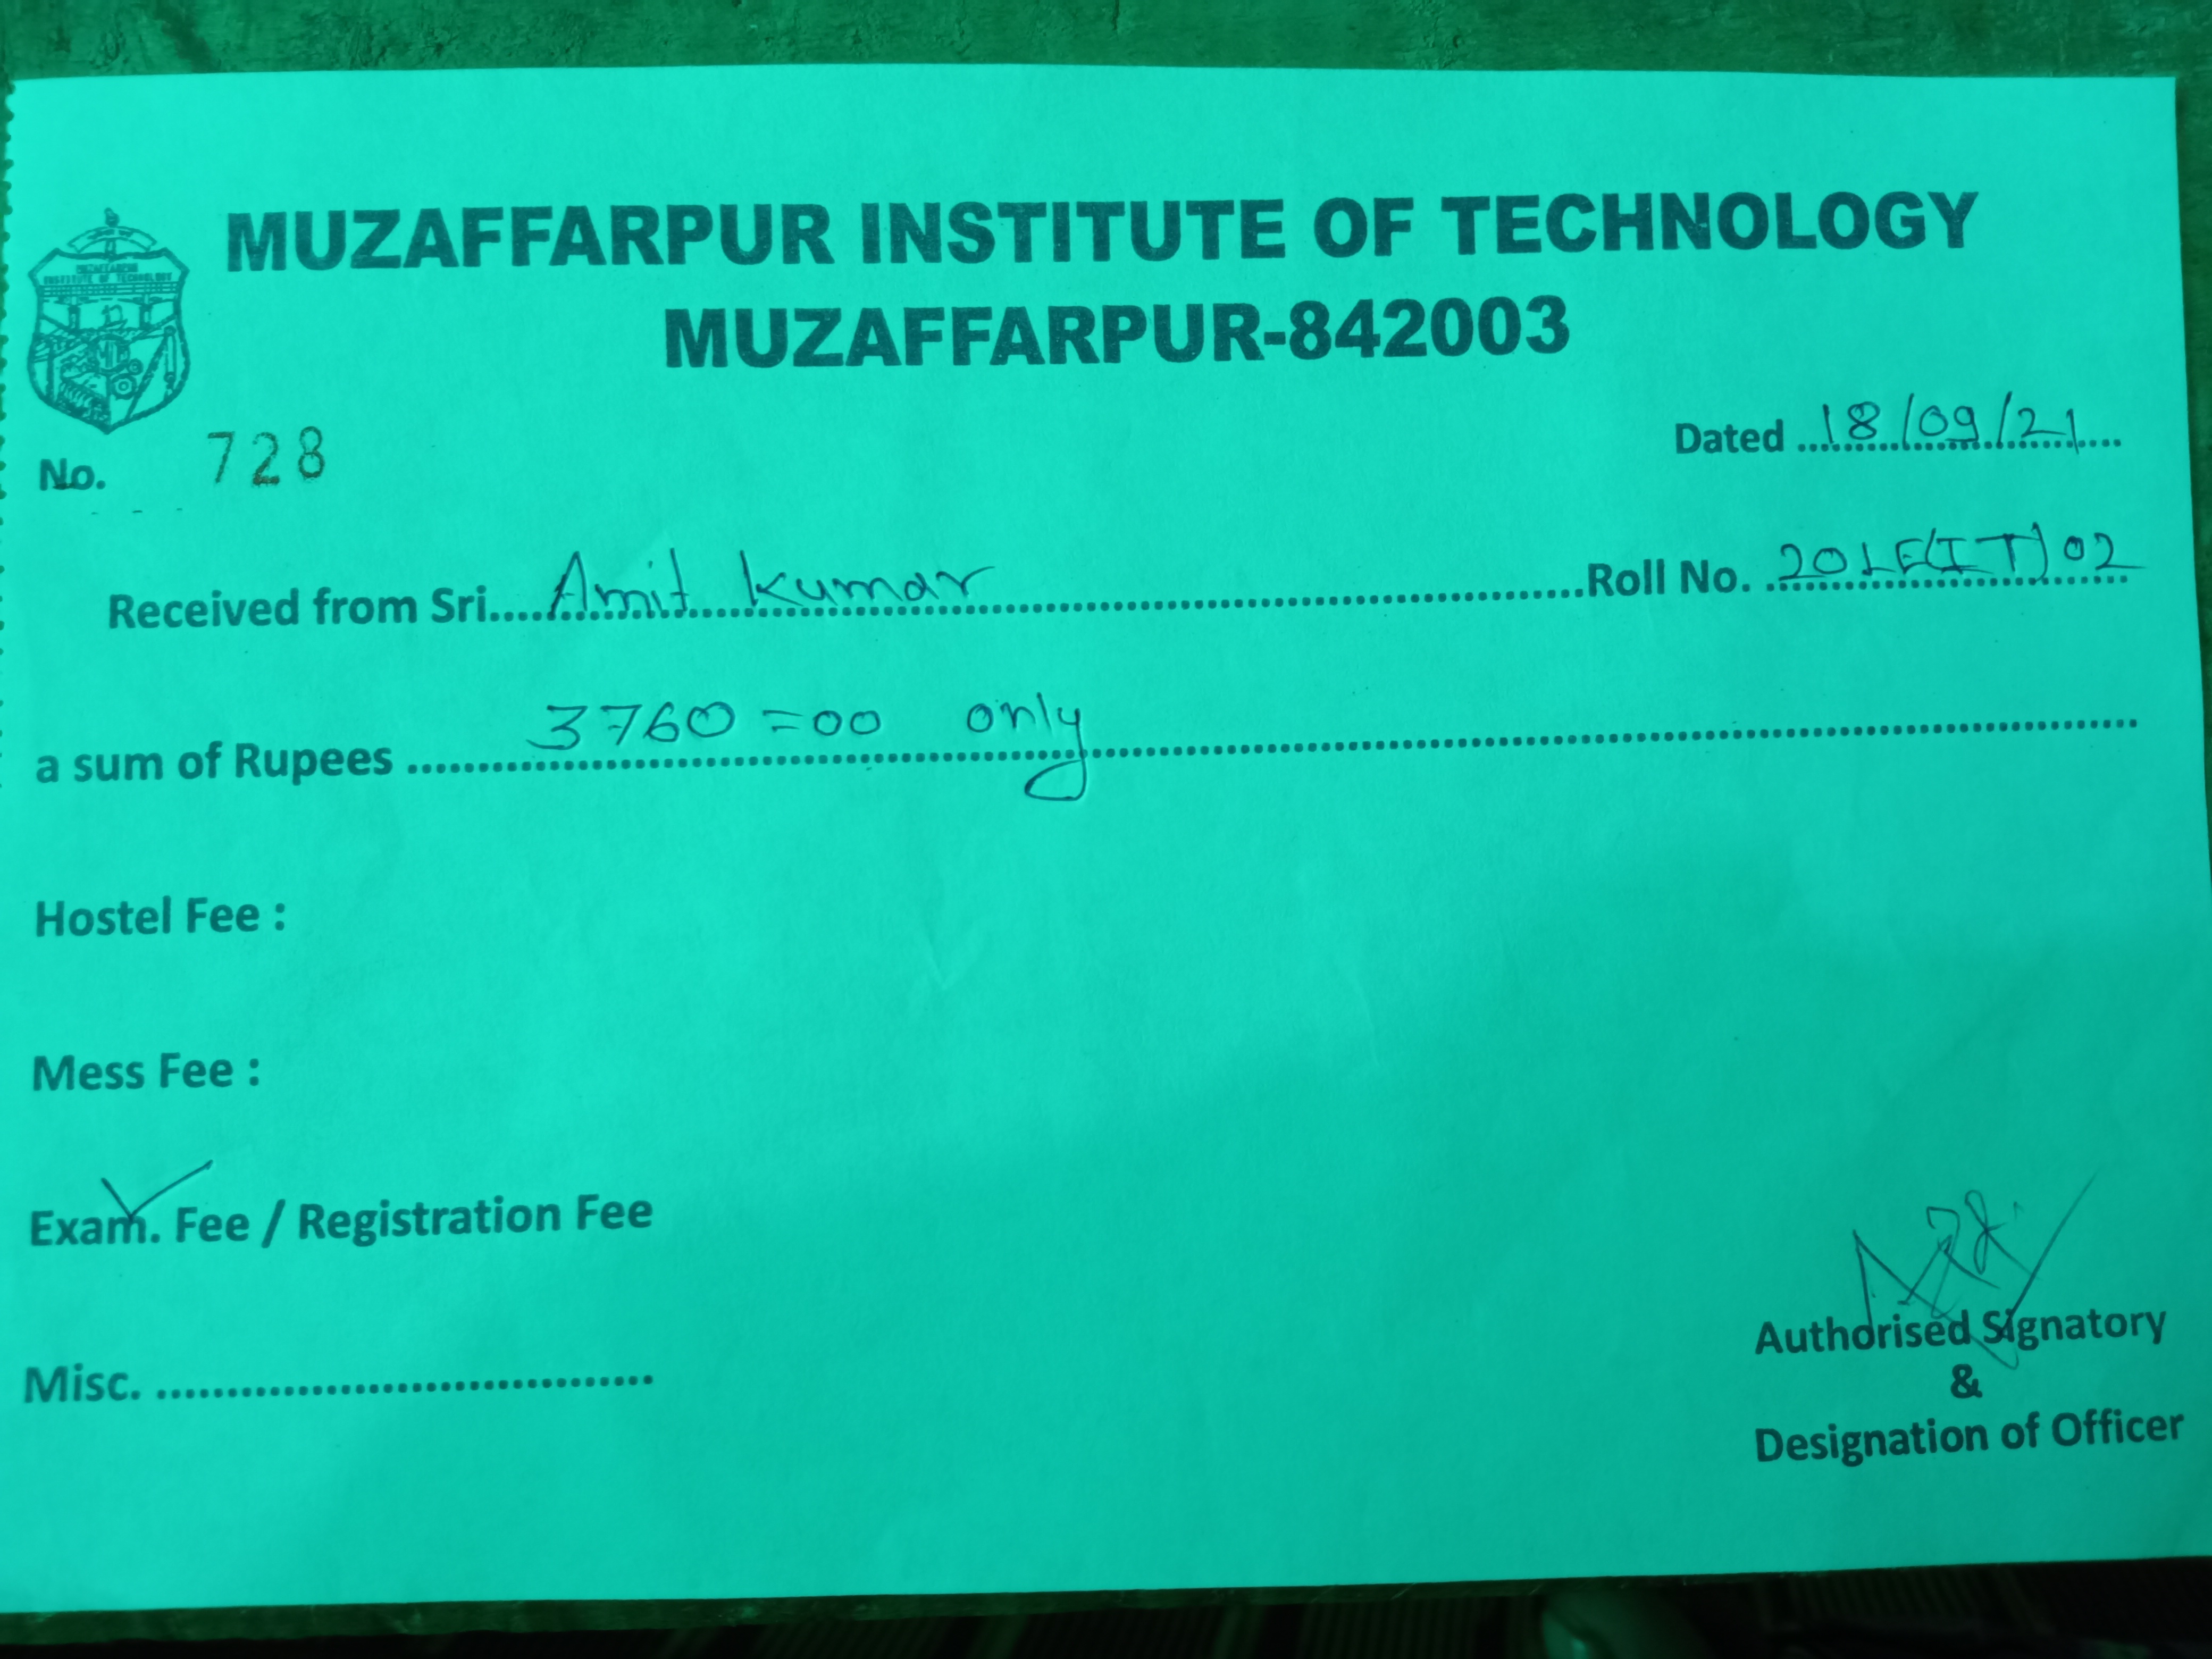 MUZAFFARPUR INSTITUTE OF TECHNOLOGY
MUZAFFARPUR-842003
INSTITUTE OF TECHNOLOGY
No. 728
Dated 18/09/21
Received from Sri.... Amit Kumar ....Roll No. 20LE(IT)02
a sum of Rupees .... 3760=00 only
Hostel Fee :
Mess Fee :
Exam. Fee / Registration Fee
Misc. ....
Authorised Signatory
&
Designation of Officer